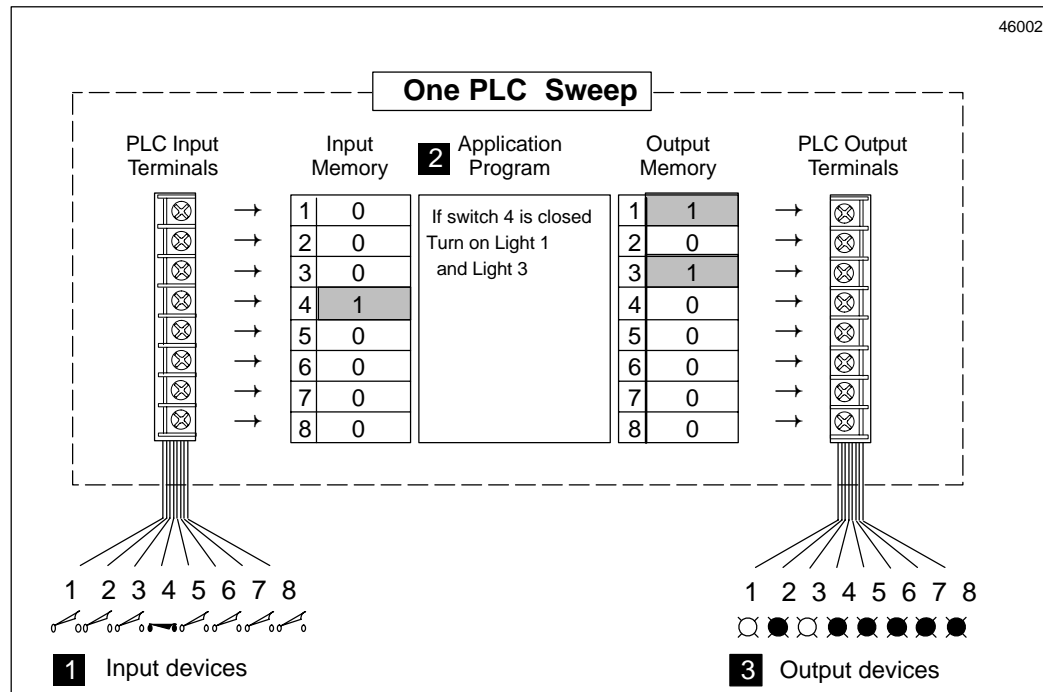 46002
One PLC Sweep
PLC Input
Terminals
Input
Memory
2
Application
Program
Output
Memory
PLC Output
Terminals
1 0
2 0
3 0
4 1
5 0
6 0
7 0
8 0
If switch 4 is closed
Turn on Light 1
and Light 3
1 1
2 0
3 1
4 0
5 0
6 0
7 0
8 0
1 2 3 4 5 6 7 8
1 Input devices
1 2 3 4 5 6 7 8
3 Output devices